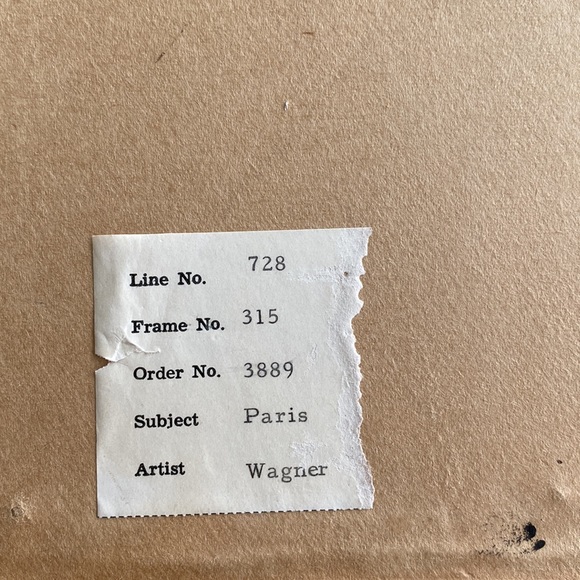 Line No. 728
Frame No. 315
Order No. 3889
Subject Paris
Artist Wagner